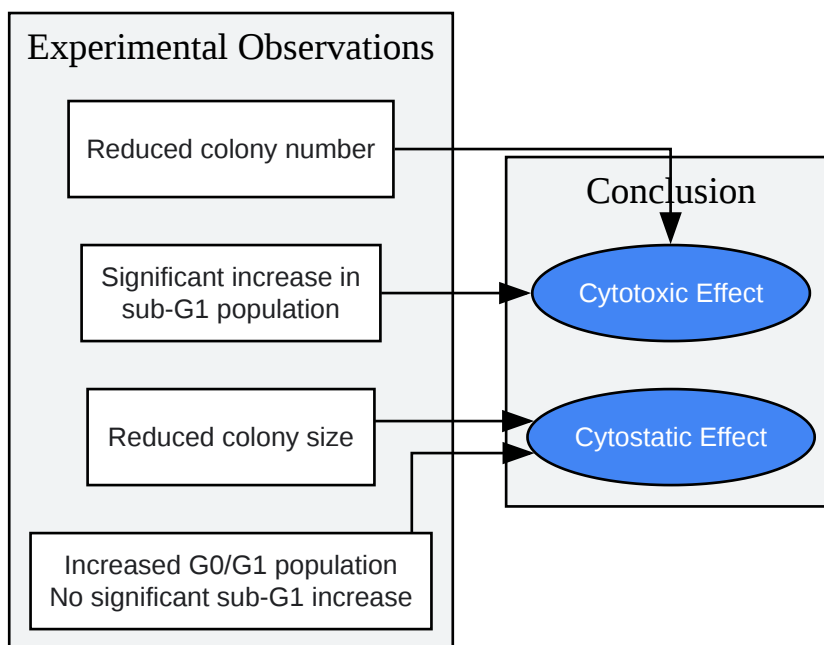 Experimental Observations
Reduced colony number
Significant increase in
sub-G1 population
Reduced colony size
Increased G0/G1 population
No significant sub-G1 increase
Conclusion
Cytotoxic Effect
Cytostatic Effect